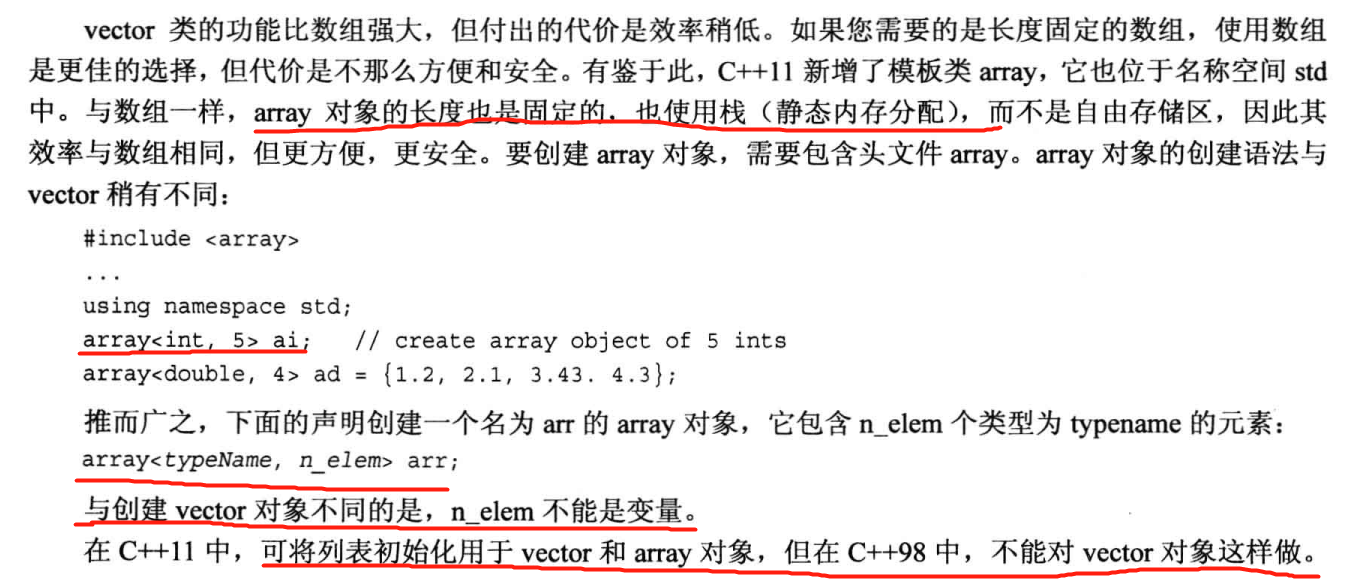 vector 类的功能比数组强大，但付出的代价是效率稍低。如果您需要的是长度固定的数组，使用数组
是更佳的选择，但代价是不那么方便和安全。有鉴于此，C++11 新增了模板类 array，它也位于名称空间 std
中。与数组一样，array 对象的长度也是固定的，也使用栈（静态内存分配），而不是自由存储区，因此其
效率与数组相同，但更方便，更安全。要创建 array 对象，需要包含头文件 array。array 对象的创建语法与
vector 稍有不同：
#include <array>
...
using namespace std;
array<int, 5> ai;   // create array object of 5 ints
array<double, 4> ad = {1.2, 2.1, 3.43. 4.3};
推而广之，下面的声明创建一个名为 arr 的 array 对象，它包含 n_elem 个类型为 typename 的元素：
array<typeName, n_elem> arr;
与创建 vector 对象不同的是，n_elem 不能是变量。
在 C++11 中，可将列表初始化用于 vector 和 array 对象，但在 C++98 中，不能对 vector 对象这样做。